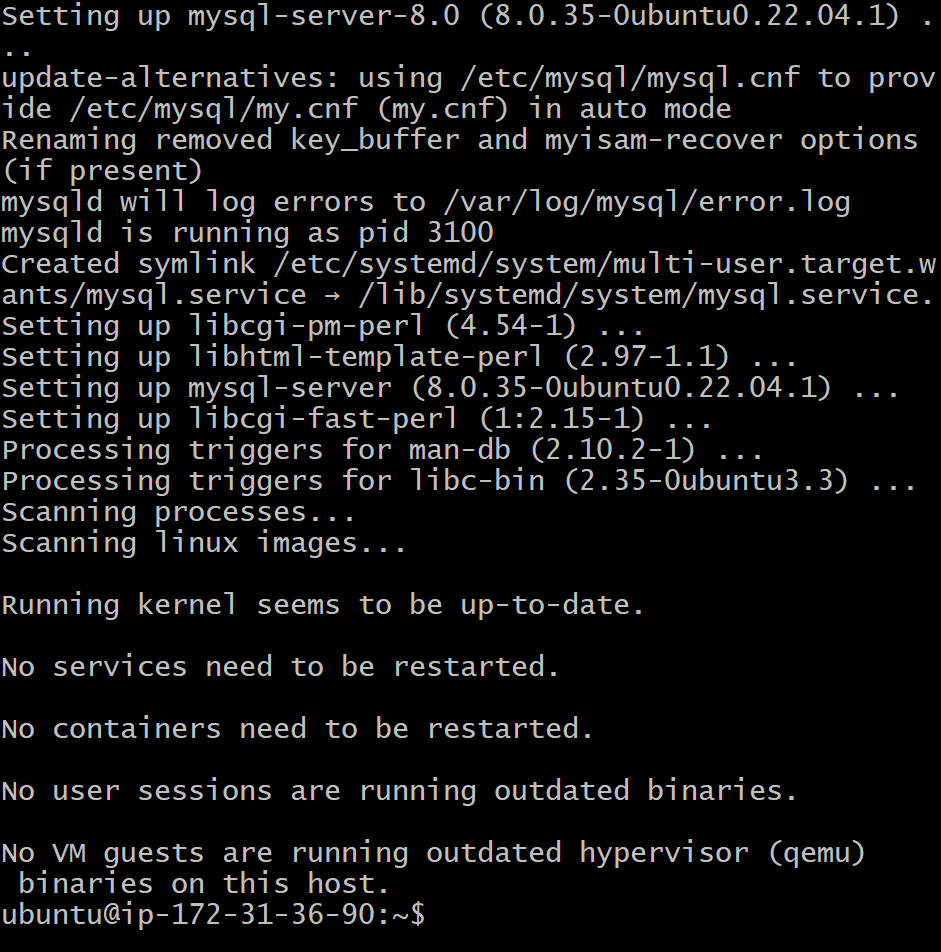 Setting up mysql-server-8.0 (8.0.35-0ubuntu0.22.04.1) .
..
update-alternatives: using /etc/mysql/mysql.cnf to prov
ide /etc/mysql/my.cnf (my.cnf) in auto mode
Renaming removed key_buffer and myisam-recover options
(if present)
mysqld will log errors to /var/log/mysql/error.log
mysqld is running as pid 3100
Created symlink /etc/systemd/system/multi-user.target.w
ants/mysql.service → /lib/systemd/system/mysql.service.
Setting up libcgi-pm-perl (4.54-1) ...
Setting up libhtml-template-perl (2.97-1.1) ...
Setting up mysql-server (8.0.35-0ubuntu0.22.04.1) ...
Setting up libcgi-fast-perl (1:2.15-1) ...
Processing triggers for man-db (2.10.2-1) ...
Processing triggers for libc-bin (2.35-0ubuntu3.3) ...
Scanning processes...
Scanning linux images...

Running kernel seems to be up-to-date.

No services need to be restarted.

No containers need to be restarted.

No user sessions are running outdated binaries.

No VM guests are running outdated hypervisor (qemu)
 binaries on this host.
ubuntu@ip-172-31-36-90:~$